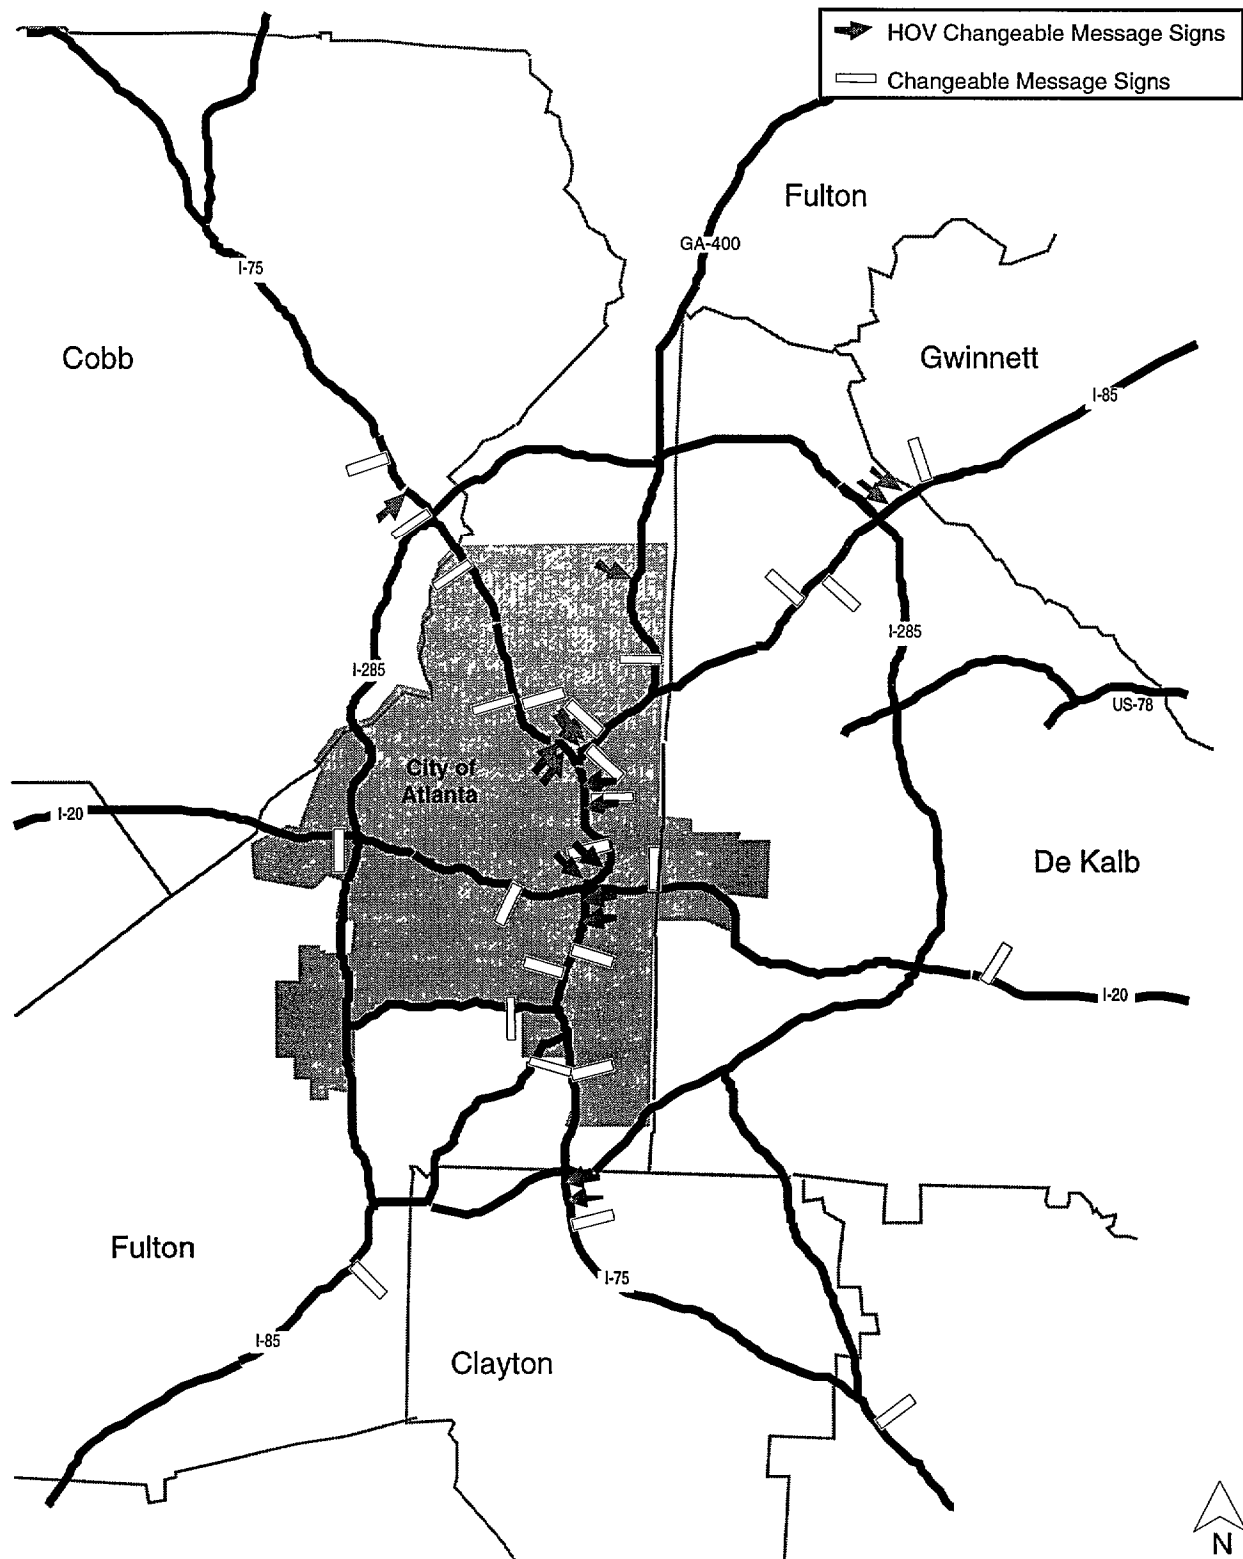 HOV Changeable Message Signs
Changeable Message Signs
Fulton
GA-400
I-75
Cobb
Gwinnett
I-85
I-285
I-285
US-78
City of
Atlanta
I-20
De Kalb
I-20
Fulton
I-75
I-85
Clayton
N